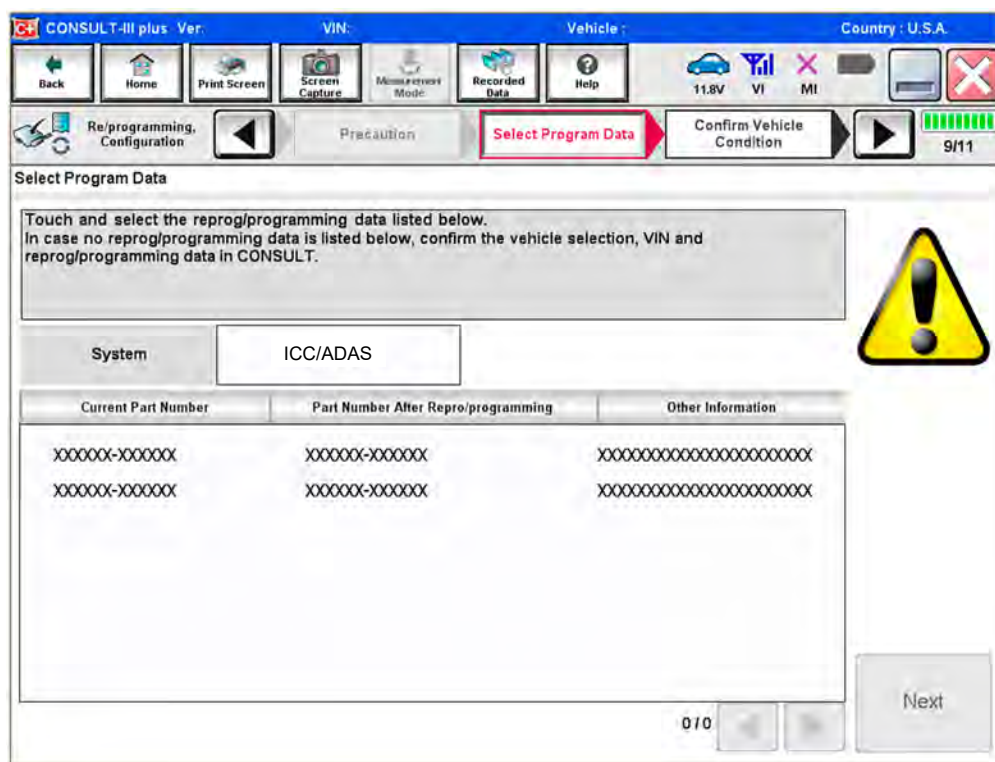 C+ CONSULT-III plus Ver. VIN: Vehicle : Country : U.S.A.
Back
Home
Print Screen
Screen
Capture
Measurement
Mode
Recorded
Data
Help
11.8V
VI
MI
Re/programming,
Configuration
Precaution
Select Program Data
Confirm Vehicle
Condition
9/11
Select Program Data
Touch and select the reprog/programming data listed below.
In case no reprog/programming data is listed below, confirm the vehicle selection, VIN and
reprog/programming data in CONSULT.
System
ICC/ADAS
Current Part Number Part Number After Repro/programming Other Information
XXXXXX-XXXXXX XXXXXX-XXXXXX XXXXXXXXXXXXXXXXXXXXXXX
XXXXXX-XXXXXX XXXXXX-XXXXXX XXXXXXXXXXXXXXXXXXXXXXX
0/0
Next